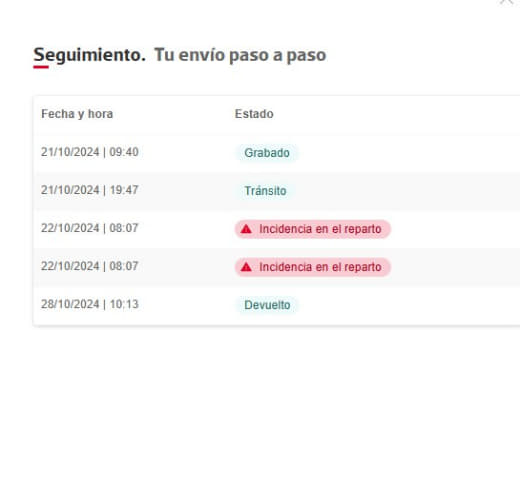 Seguimiento. Tu envío paso a paso
Fecha y hora Estado
21/10/2024 | 09:40 Grabado
21/10/2024 | 19:47 Tránsito
22/10/2024 | 08:07 Incidencia en el reparto
22/10/2024 | 08:07 Incidencia en el reparto
28/10/2024 | 10:13 Devuelto